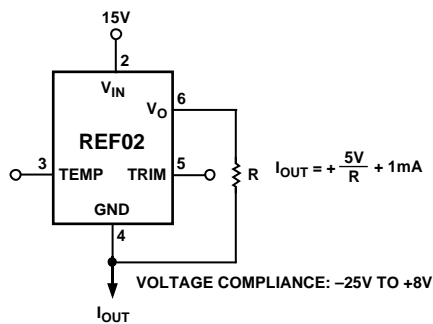 15V
2
V_IN
V_O
6
REF02
3
TEMP
TRIM
5
R
I_OUT = + 5V/R + 1mA
GND
4
VOLTAGE COMPLIANCE: –25V TO +8V
I_OUT